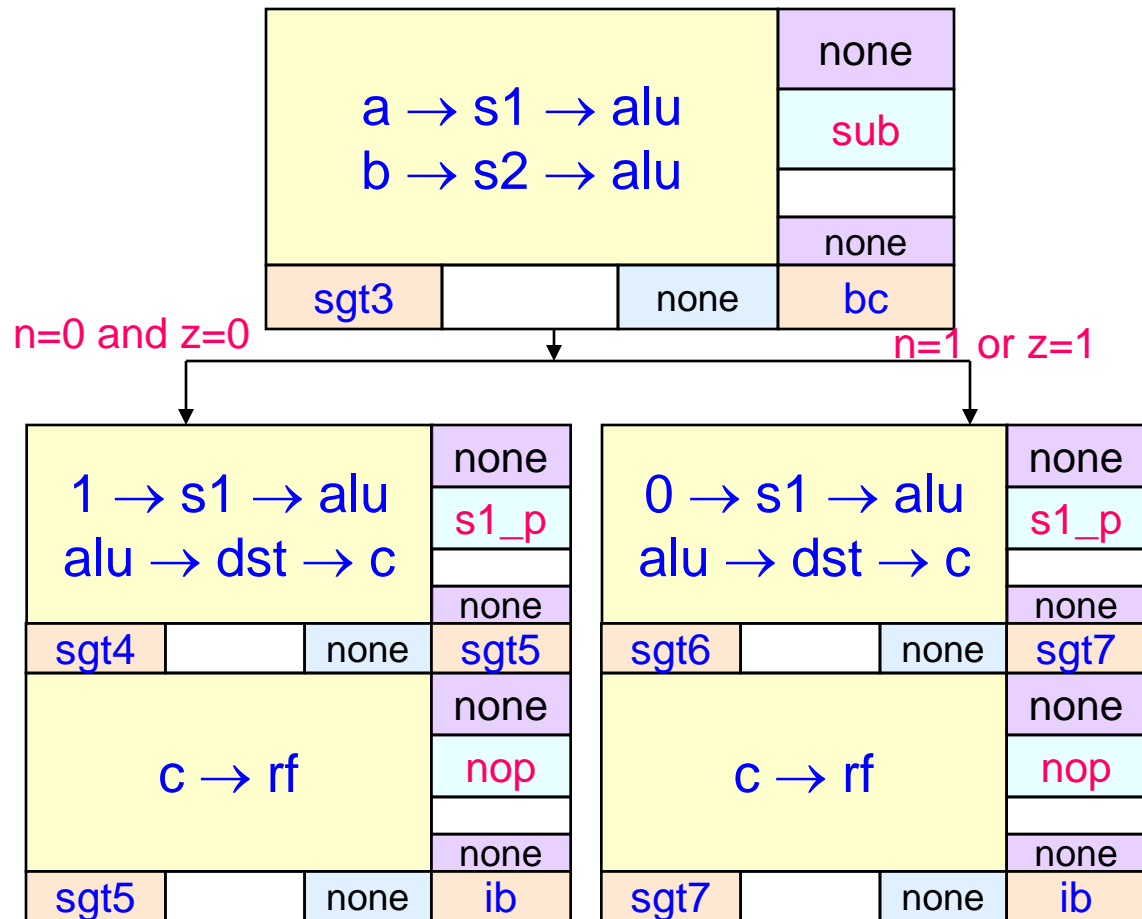 a → s1 → alu
b → s2 → alu
none
sub
none
sgt3
none
bc
n=0 and z=0
n=1 or z=1
1 → s1 → alu
alu → dst → c
none
s1_p
none
sgt4
none
sgt5
c → rf
none
nop
none
sgt5
none
ib
0 → s1 → alu
alu → dst → c
none
s1_p
none
sgt6
none
sgt7
c → rf
none
nop
none
sgt7
none
ib